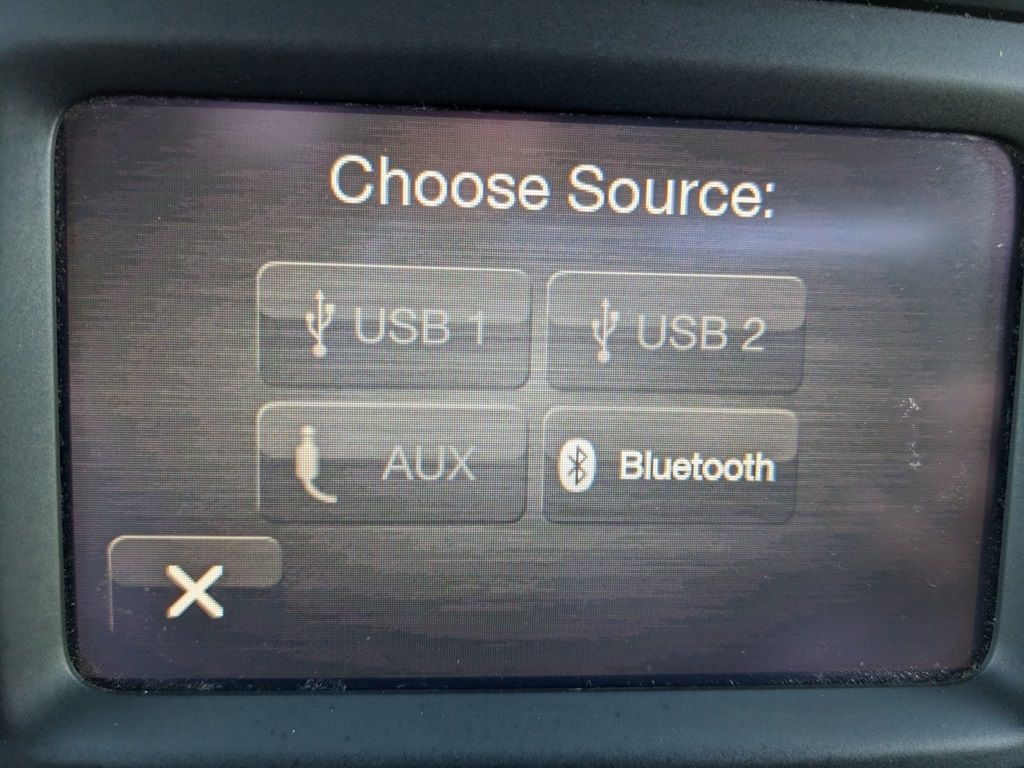 Choose Source:
USB 1
USB 2
AUX
Bluetooth